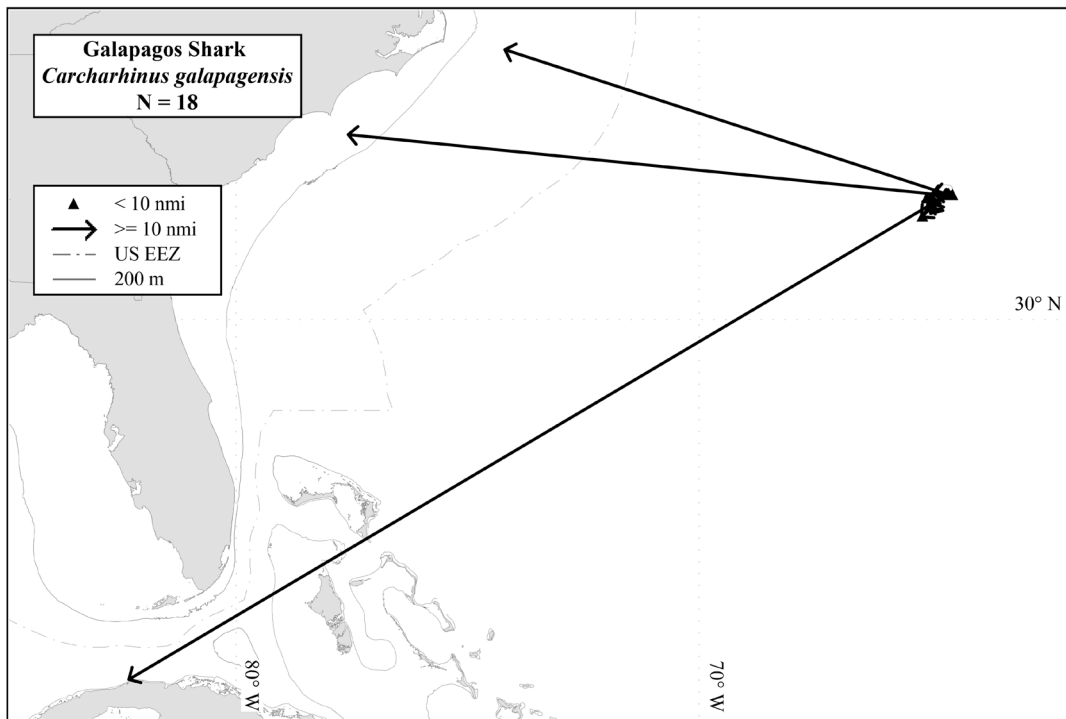 Galapagos Shark
Carcharhinus galapagensis
N = 18
< 10 nmi
>= 10 nmi
US EEZ
200 m
30° N
80° W
70° W